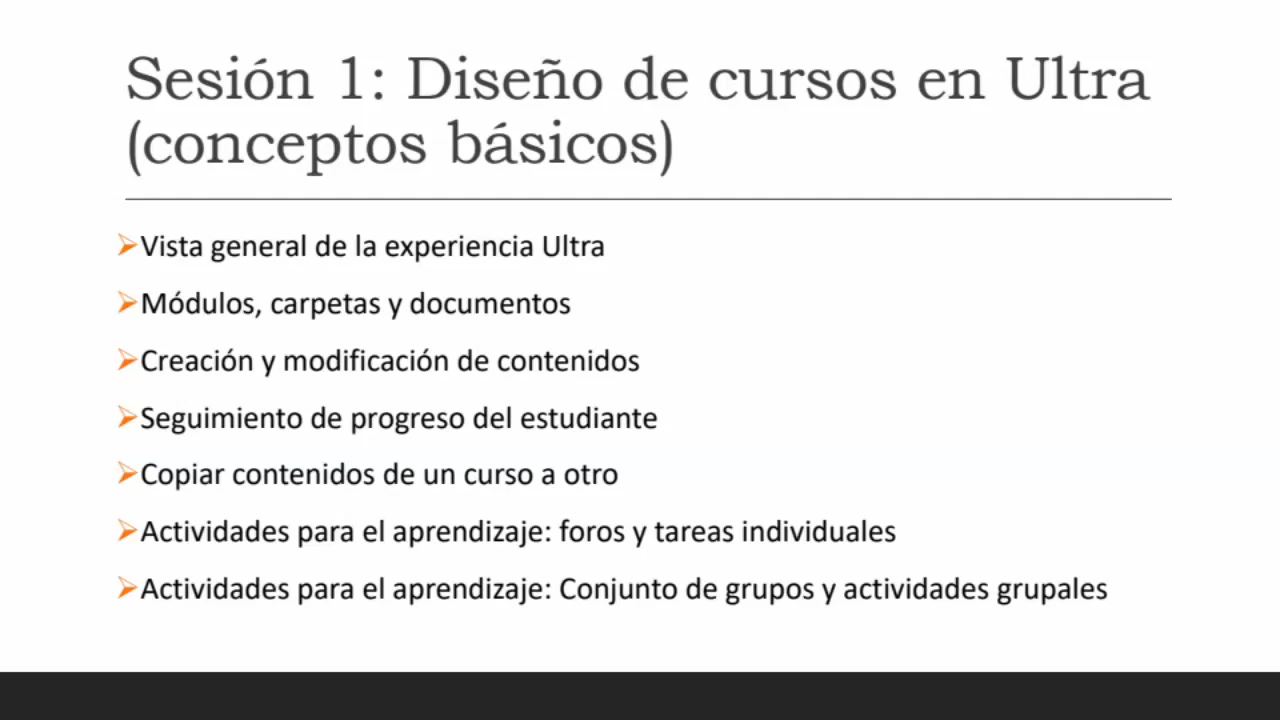 Sesión 1: Diseño de cursos en Ultra
(conceptos básicos)
Vista general de la experiencia Ultra
Módulos, carpetas y documentos
Creación y modificación de contenidos
Seguimiento de progreso del estudiante
Copiar contenidos de un curso a otro
Actividades para el aprendizaje: foros y tareas individuales
Actividades para el aprendizaje: Conjunto de grupos y actividades grupales